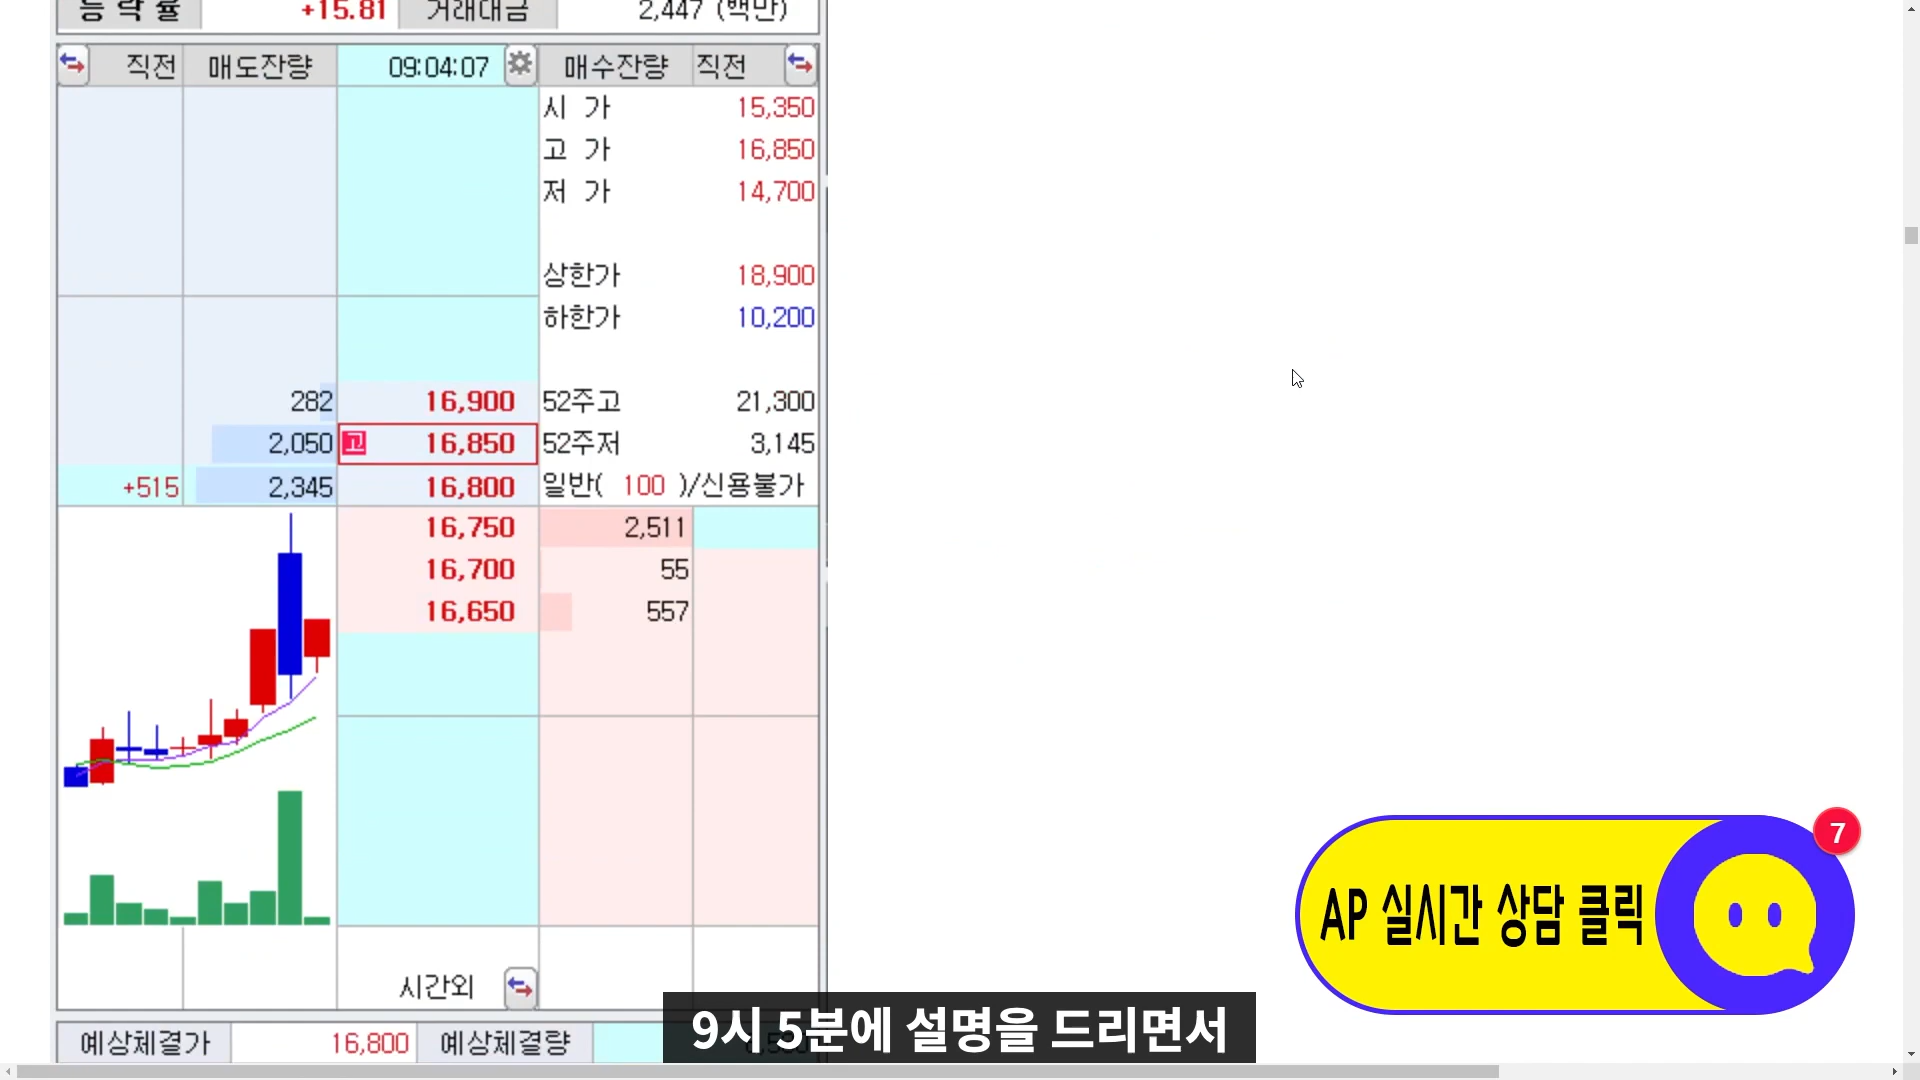 등 락 률 +15.81 거래대금 2,447 (백만)
직전 매도잔량 09:04:07 매수잔량 직전
시 가 15,350
고 가 16,850
저 가 14,700
상한가 18,900
하한가 10,200
282 16,900 52주고 21,300
2,050 고 16,850 52주저 3,145
+515 2,345 16,800 일반( 100 )/신용불가
16,750 2,511
16,700 55
16,650 557
7
AP 실시간 상담 클릭
시간외
예상체결가 16,800 예상체결량
9시 5분에 설명을 드리면서